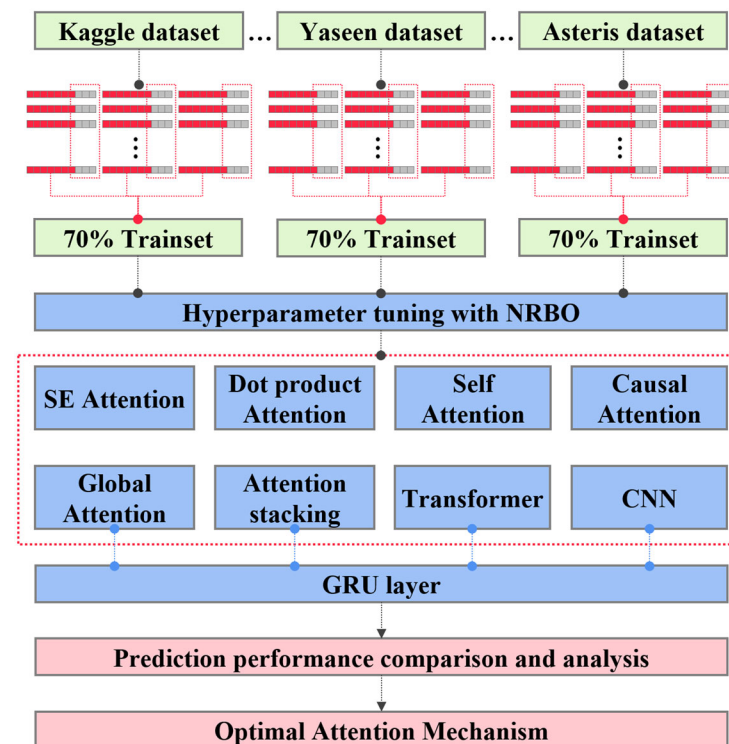 Kaggle dataset ... Yaseen dataset ... Asteris dataset
70% Trainset 70% Trainset 70% Trainset
Hyperparameter tuning with NRBO
SE Attention
Dot product
Attention
Self
Attention
Causal
Attention
Global
Attention
Attention
stacking
Transformer
CNN
GRU layer
Prediction performance comparison and analysis
Optimal Attention Mechanism